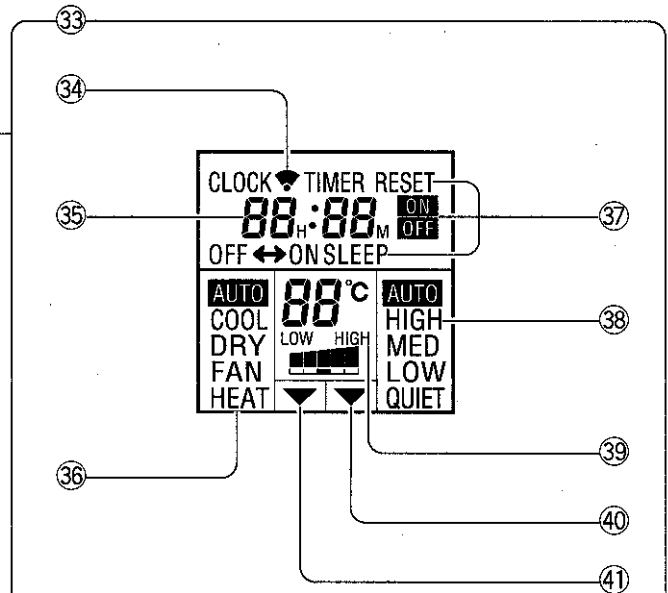 ㉝
㉞
CLOCK TIMER RESET
㉟ 88H:88M ON ㊲
OFF
OFF ↔ ON SLEEP
AUTO 88°C AUTO
COOL HIGH ㊳
LOW HIGH
DRY MED
FAN LOW
HEAT QUIET
㊴
㊱
㊵
㊶